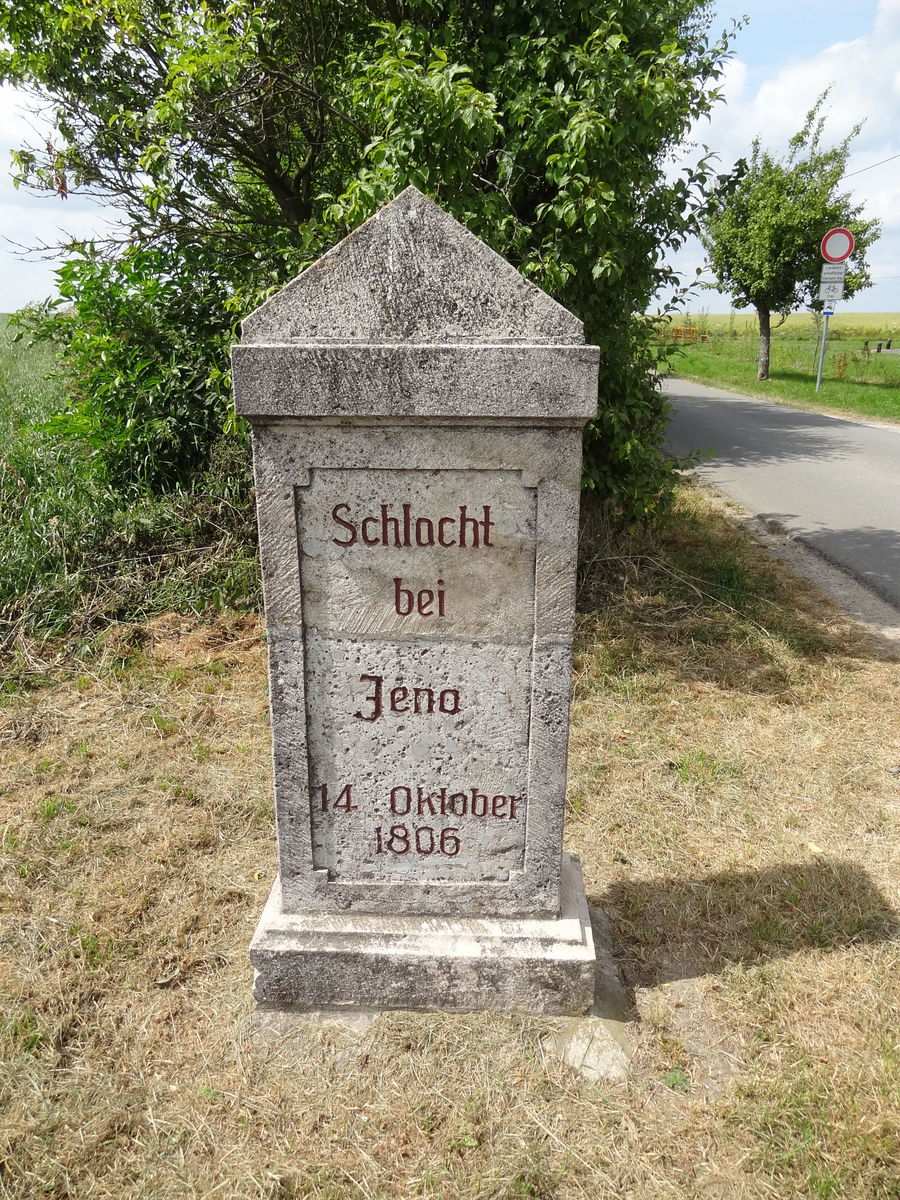 Schlacht
bei
Jena
14 Oktober
1806